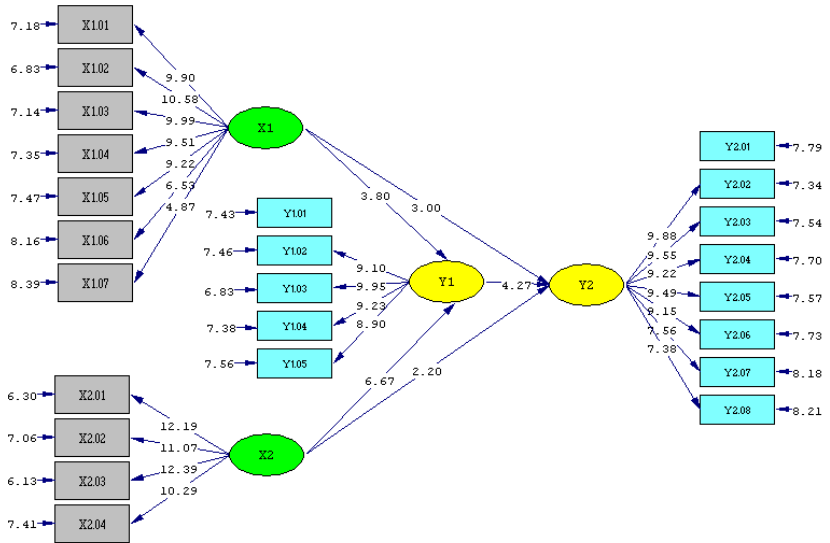 7.18
X1.01
6.83
X1.02
7.14
X1.03
7.35
X1.04
7.47
X1.05
8.16
X1.06
8.39
X1.07
9.90
10.58
9.99
9.51
9.22
6.53
4.87
X1
3.80
3.00
7.43
Y1.01
7.46
Y1.02
6.83
Y1.03
7.38
Y1.04
7.56
Y1.05
9.10
9.95
9.23
8.90
Y1
4.27
Y2
6.67
2.20
6.30
X2.01
7.06
X2.02
6.13
X2.03
7.41
X2.04
12.19
11.07
12.39
10.29
X2
9.88
9.55
9.22
9.49
9.15
7.56
7.38
Y2.01
7.79
Y2.02
7.34
Y2.03
7.54
Y2.04
7.70
Y2.05
7.57
Y2.06
7.73
Y2.07
8.18
Y2.08
8.21